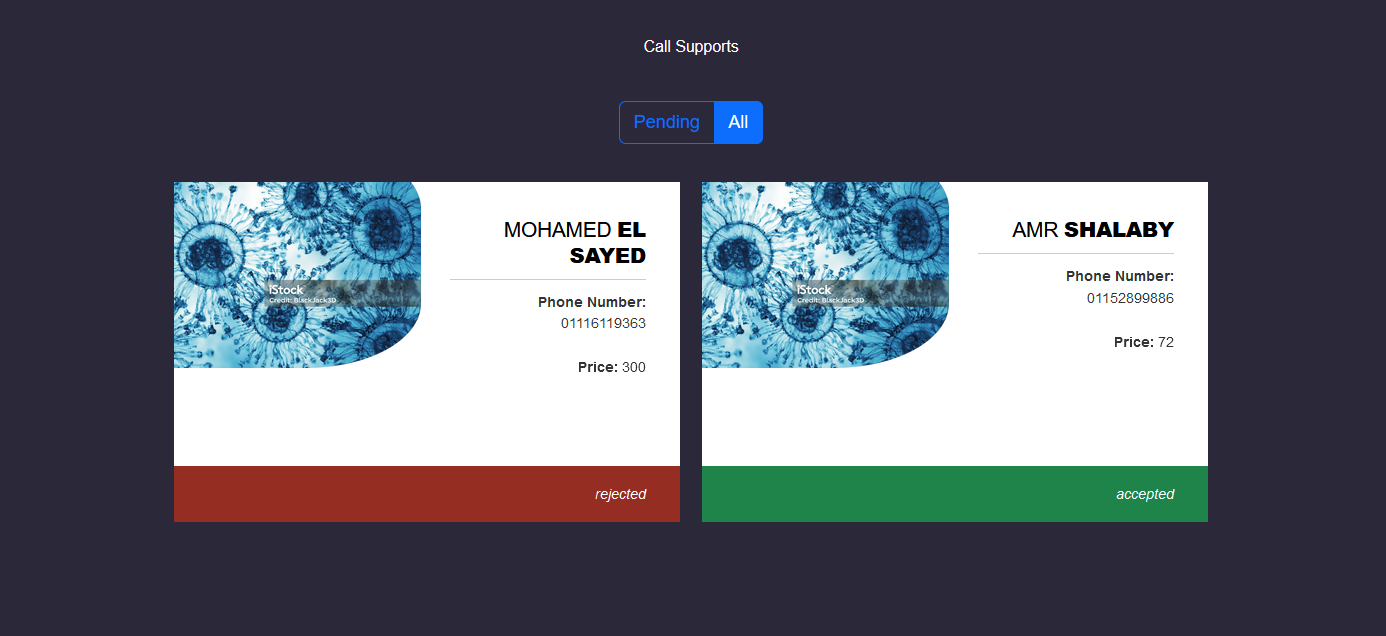 Call Supports
Pending All
iStock
Credit: BlackJack3D
MOHAMED EL
SAYED
Phone Number:
01116119363
Price: 300
rejected
iStock
Credit: BlackJack3D
AMR SHALABY
Phone Number:
01152899886
Price: 72
accepted